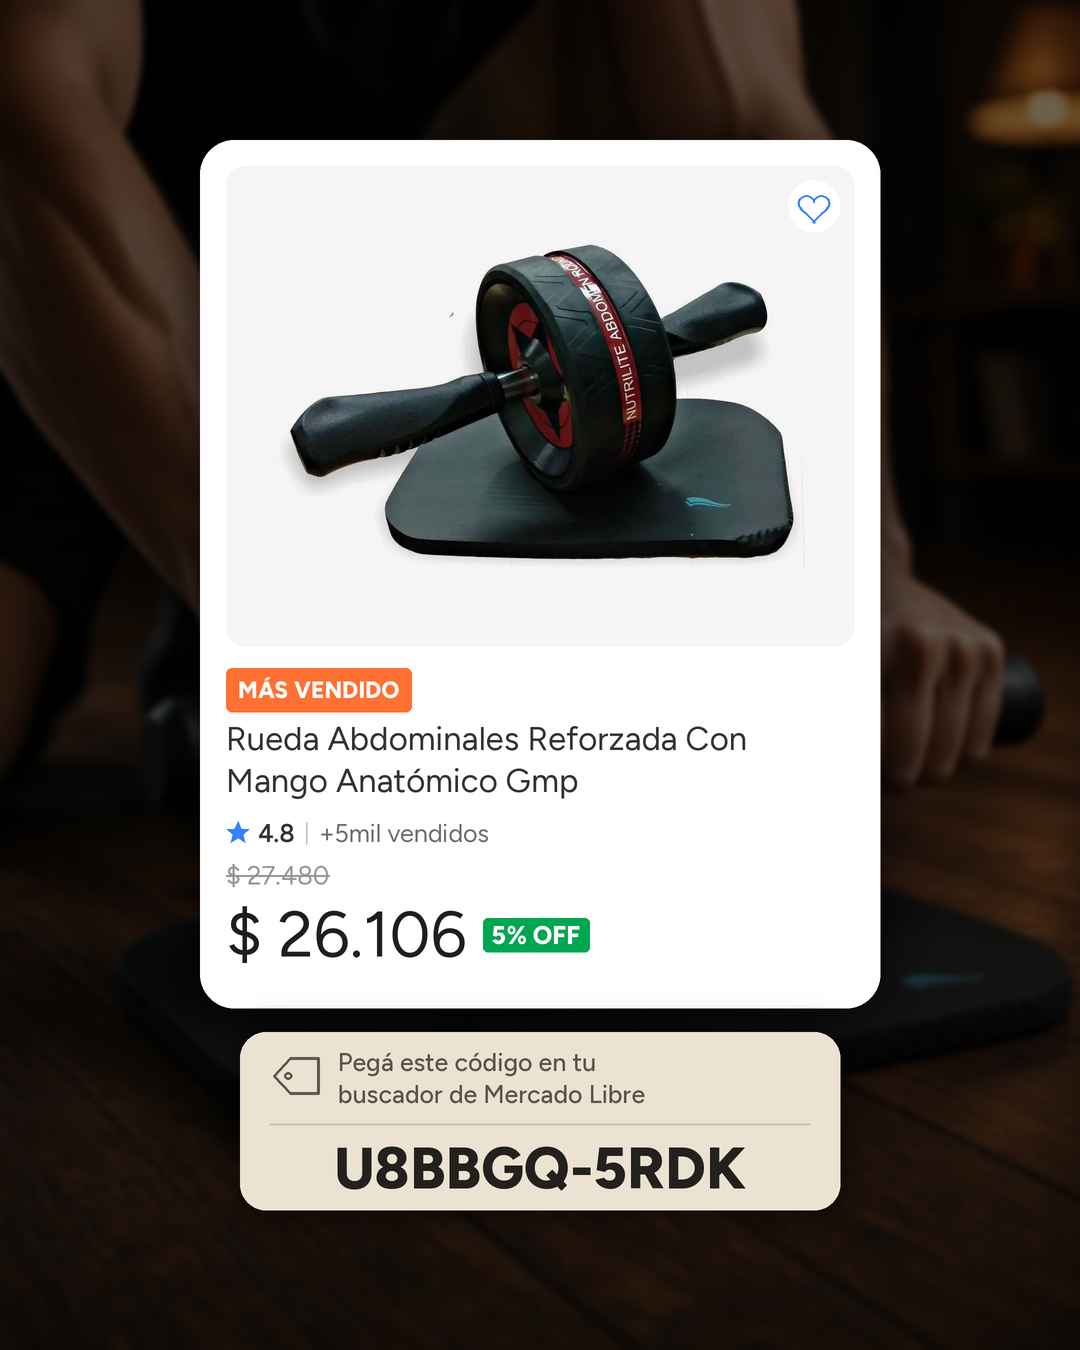 NUTRILITE ABDOMEN
MÁS VENDIDO
Rueda Abdominales Reforzada Con
Mango Anatómico Gmp
4.8 | +5mil vendidos
$ 27.480
$ 26.106 5% OFF
Pegá este código en tu
buscador de Mercado Libre
U8BBGQ-5RDK